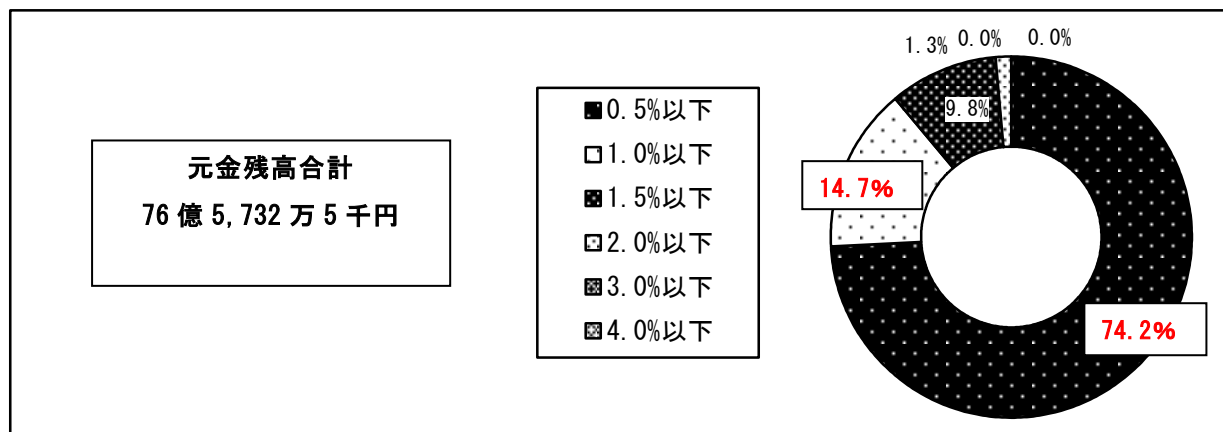 元金残高合計
76 億 5,732 万 5 千円
0.5%以下
1.0%以下
1.5%以下
2.0%以下
3.0%以下
4.0%以下
1.3%
0.0%
0.0%
9.8%
14.7%
74.2%